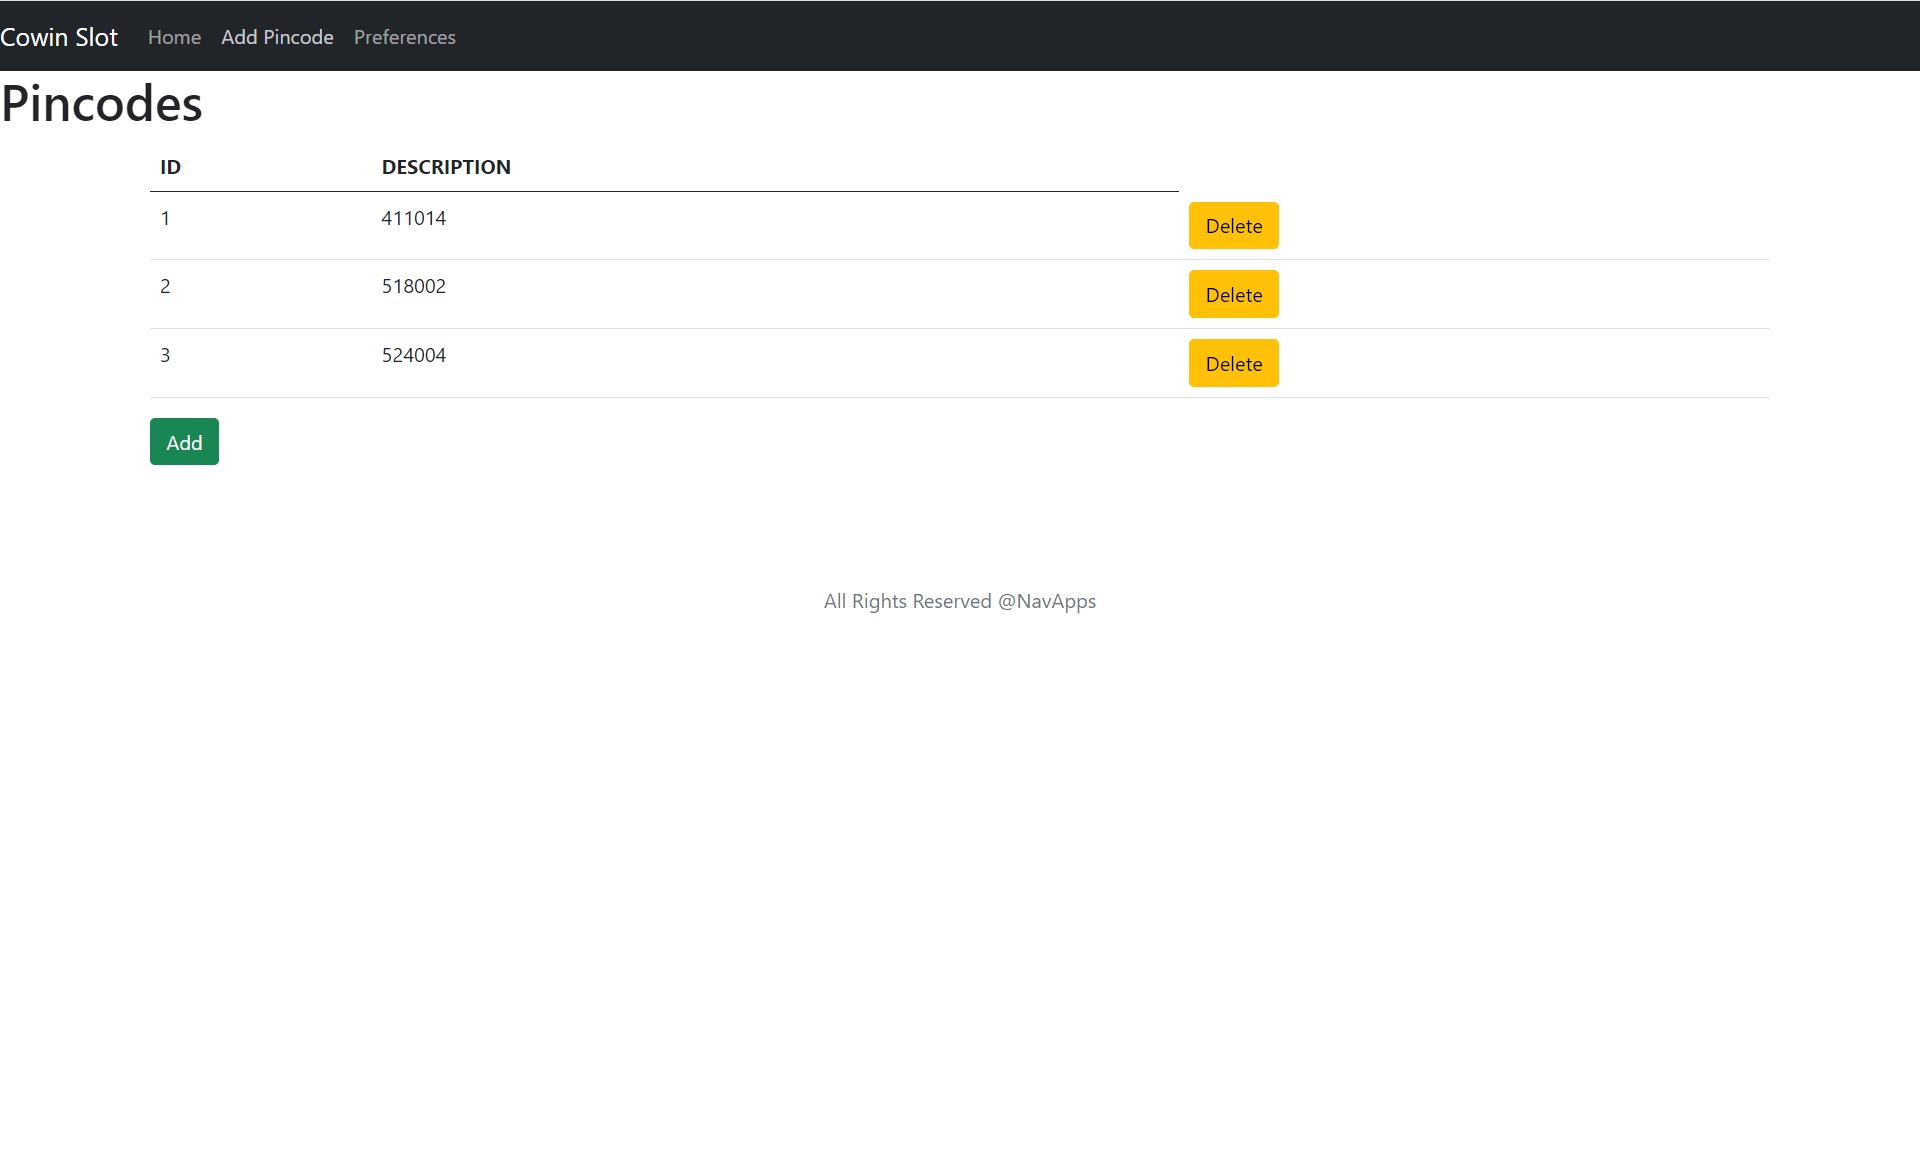 Cowin Slot Home Add Pincode Preferences
Pincodes
ID DESCRIPTION
1 411014 Delete
2 518002 Delete
3 524004 Delete
Add
All Rights Reserved @NavApps